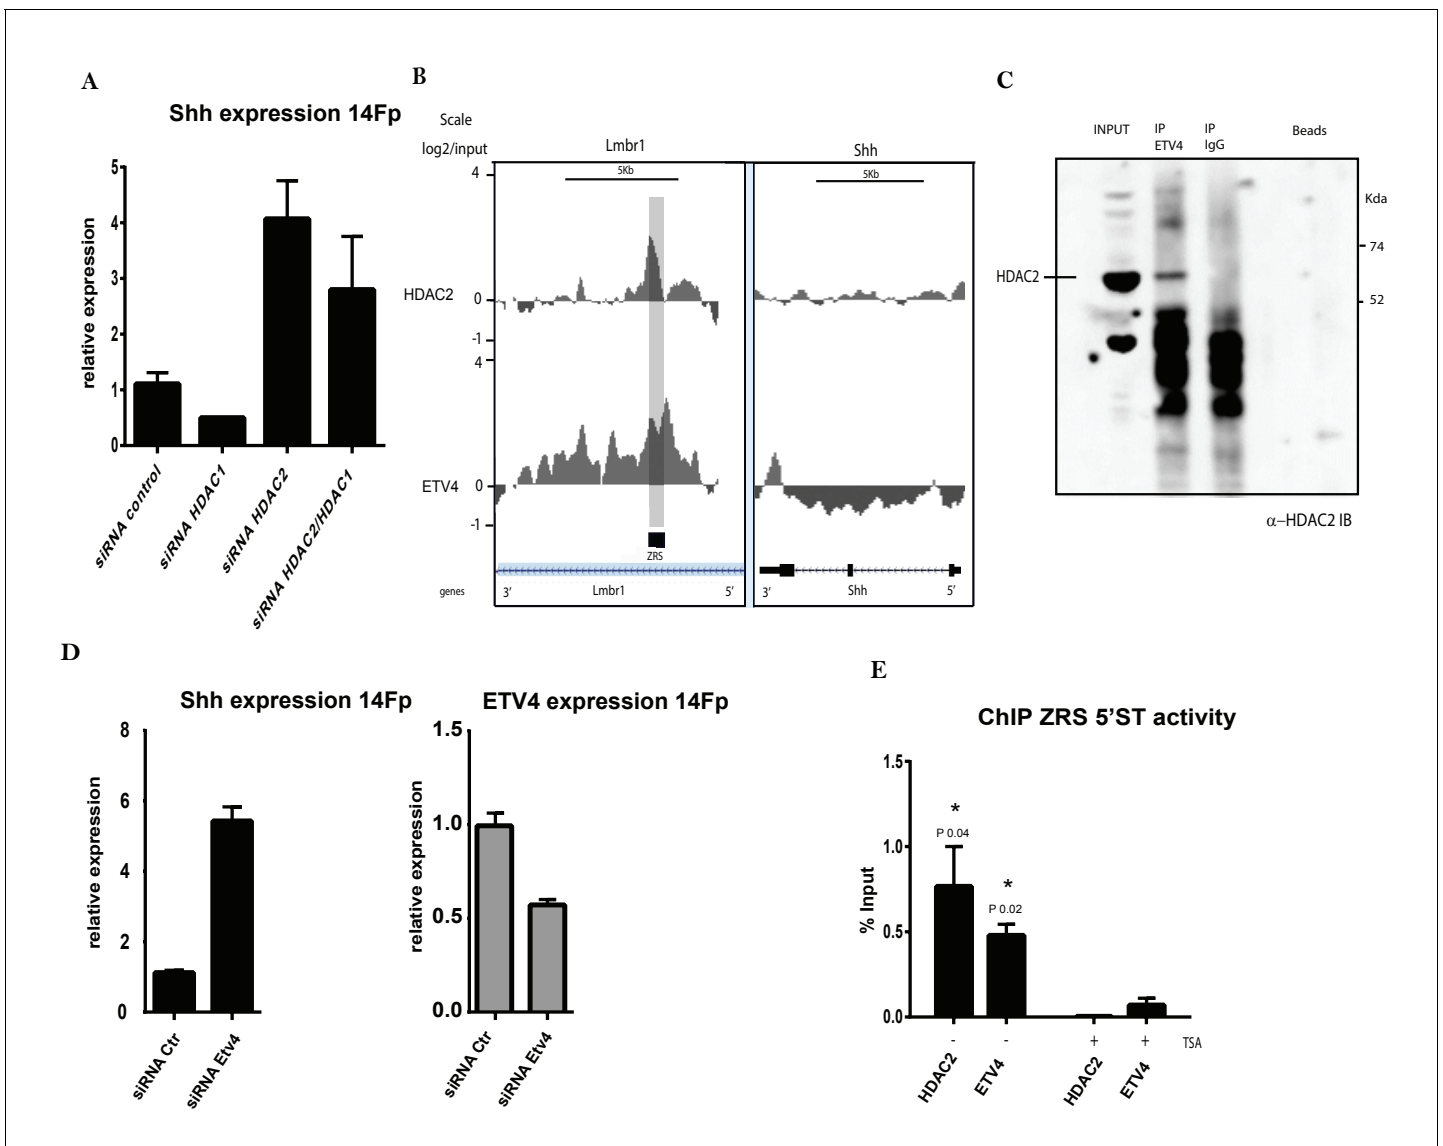 A
Shh expression 14Fp
relative expression
5
4
3
2
1
0
siRNA control
siRNA HDAC1
siRNA HDAC2
siRNA HDAC2/HDAC1
B
Scale
log2/input
Lmbr1
Shh
4
5Kb
5Kb
HDAC2
0
-1
4
ETV4
0
-1
ZRS
genes
3'
Lmbr1
5'
3'
Shh
5'
C
INPUT
IP
ETV4
IP
IgG
Beads
Kda
74
52
HDAC2
α–HDAC2 IB
D
Shh expression 14Fp
relative expression
8
6
4
2
0
siRNA Ctr
siRNA Etv4
ETV4 expression 14Fp
relative expression
1.5
1.0
0.5
0.0
siRNA Ctr
siRNA Etv4
E
ChIP ZRS 5'ST activity
% Input
1.5
1.0
0.5
0.0
*
P 0.04
*
P 0.02
- - + + TSA
HDAC2
ETV4
HDAC2
ETV4